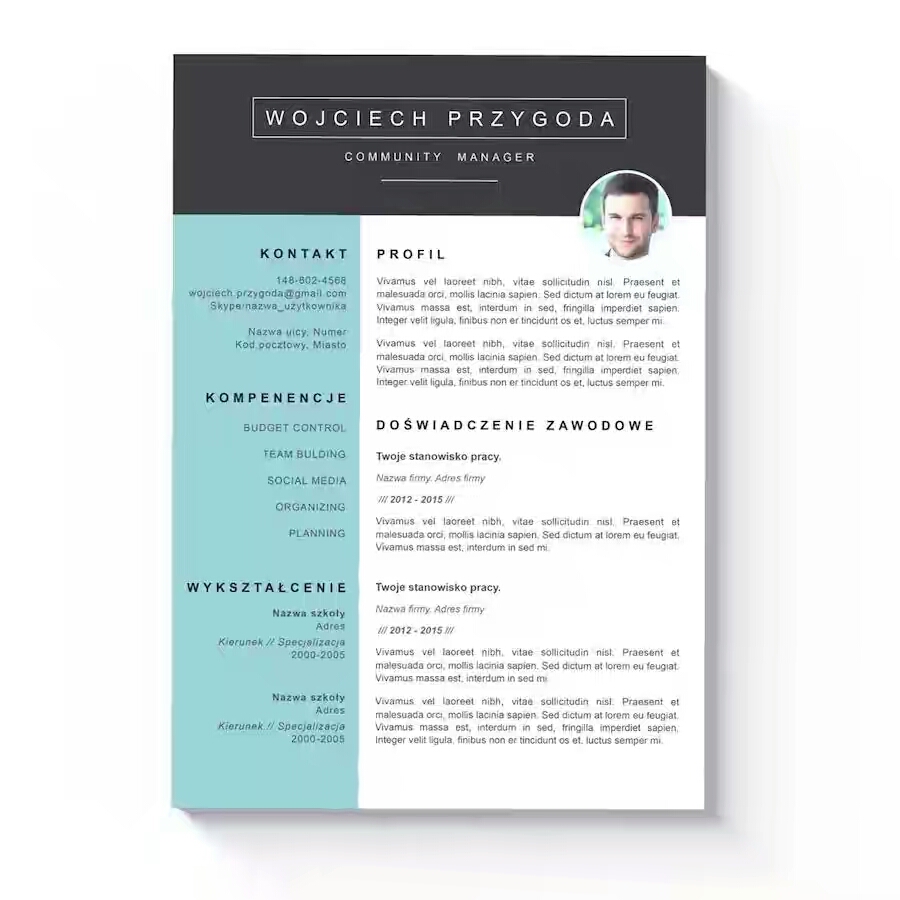 WOJCIECH PRZYGODA
COMMUNITY MANAGER
KONTAKT
148-602-4568
wojciech.przygoda@gmail.com
Skype/nazwa_użytkownika
Nazwa ulcy, Numer
Kod pocztowy, Miasto
KOMPENENCJE
BUDGET CONTROL
TEAM BULDING
SOCIAL MEDIA
ORGANIZING
PLANNING
WYKSZTAŁCENIE
Nazwa szkoły
Adres
Kierunek // Specjalizacja
2000-2005
Nazwa szkoły
Adres
Kierunek // Specjalizacja
2000-2005
PROFIL
Vivamus vel laoreet nibh, vitae sollicitudin nisl. Praesent et
malesuada orci, mollis lacinia sapien. Sed dictum at lorem eu feugiat.
Vivamus massa est, interdum in sed, fringilla imperdiet sapien.
Integer velit ligula, finibus non er tincidunt os et, luctus semper mi.
Vivamus vel laoreet nibh, vitae sollicitudin nisl. Praesent et
malesuada orci, mollis lacinia sapien. Sed dictum at lorem eu feugiat.
Vivamus massa est, interdum in sed, fringilla imperdiet sapien.
Integer velit ligula, finibus non er tincidunt os et, luctus semper mi.
DOŚWIADCZENIE ZAWODOWE
Twoje stanowisko pracy.
Nazwa firmy. Adres firmy
/// 2012 - 2015 ///
Vivamus vel laoreet nibh, vitae sollicitudin nisl. Praesent et
malesuada orci, mollis lacinia sapien. Sed dictum at lorem eu feugiat.
Vivamus massa est, interdum in sed mi.
Twoje stanowisko pracy.
Nazwa firmy. Adres firmy
/// 2012 - 2015 ///
Vivamus vel laoreet nibh, vitae sollicitudin nisl. Praesent et
malesuada orci, mollis lacinia sapien. Sed dictum at lorem eu feugiat.
Vivamus massa est, interdum in sed mi.
Vivamus vel laoreet nibh, vitae sollicitudin nisl. Praesent et
malesuada orci, mollis lacinia sapien. Sed dictum at lorem eu feugiat.
Vivamus massa est, interdum in sed, fringilla imperdiet sapien.
Integer velit ligula, finibus non er tincidunt os et, luctus semper mi.